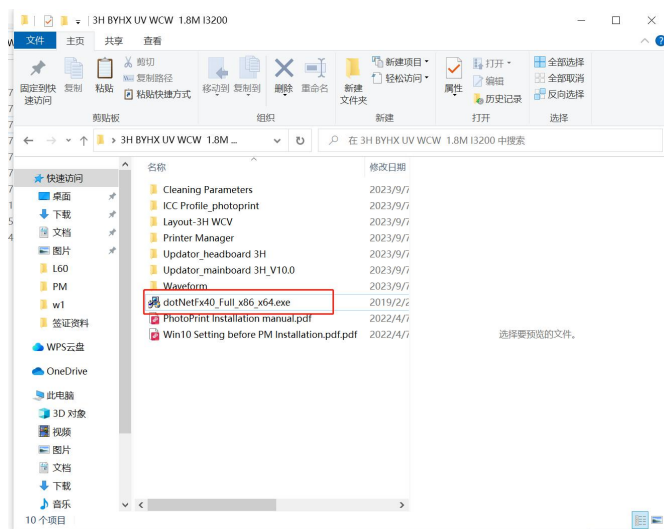 3H BYHX UV WCW  1.8M I3200
文件 主页 共享 查看
固定到快速访问
复制
粘贴
剪切
复制路径
粘贴快捷方式
剪贴板
移动到
复制到
删除
重命名
组织
新建文件夹
新建项目
轻松访问
新建
属性
打开
编辑
历史记录
打开
全部选择
全部取消
反向选择
选择
3H BYHX UV WCW  1.8M ...
在 3H BYHX UV WCW  1.8M I3200 中搜索
快速访问
桌面
下载
文档
图片
L60
PM
w1
签证资料
WPS云盘
OneDrive
此电脑
3D 对象
视频
图片
文档
下载
音乐
名称 修改日期
Cleaning Parameters 2023/9/7
ICC Profile_photoprint 2023/9/7
Layout-3H WCV 2023/9/7
Printer Manager 2023/9/7
Updator_headboard 3H 2023/9/7
Updator_mainboard 3H_V10.0 2023/9/7
Waveform 2023/9/7
dotNetFx40_Full_x86_x64.exe 2019/2/2
PhotoPrint Installation manual.pdf 2022/4/7
Win10 Setting before PM Installation.pdf.pdf 2022/4/7
选择要预览的文件。
10 个项目